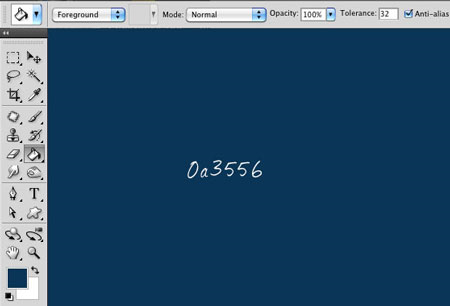 Foreground Mode: Normal Opacity: 100% Tolerance: 32 Anti-alias
T
0a3556